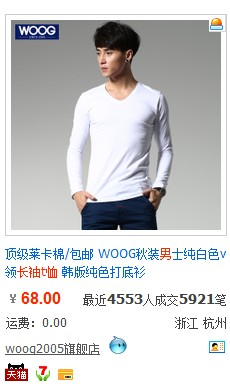 WOOG
顶级莱卡棉/包邮 WOOG秋装男士纯白色v
领长袖t恤 韩版纯色打底衫
¥ 68.00 最近4553人成交5921笔
运费：0.00 浙江 杭州
woog2005旗舰店
天猫 7